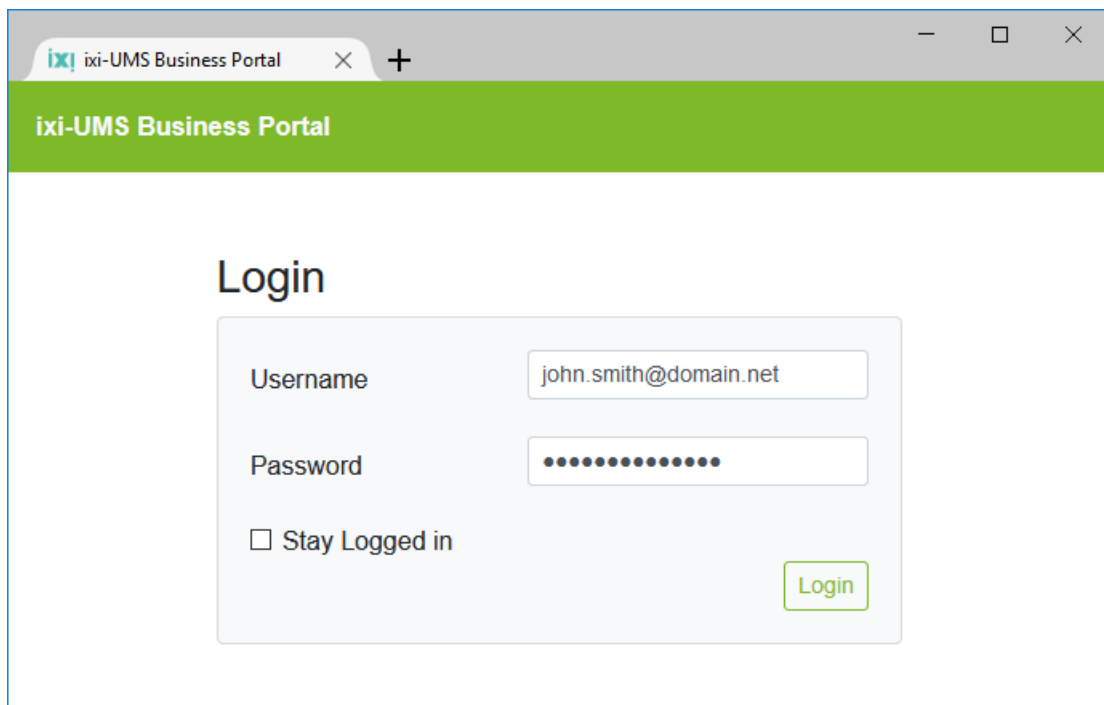 ixi ixi-UMS Business Portal
ixi-UMS Business Portal
Login
Username john.smith@domain.net
Password ••••••••••••••
Stay Logged in
Login